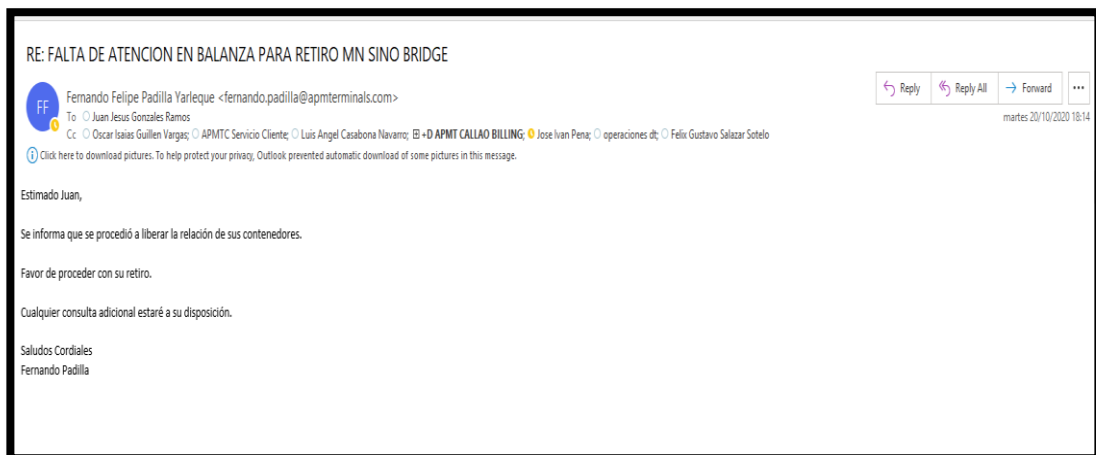 RE: FALTA DE ATENCION EN BALANZA PARA RETIRO MN SINO BRIDGE
FF
Fernando Felipe Padilla Yarleque <fernando.padilla@apmterminals.com>
To Juan Jesus Gonzales Ramos
Cc Oscar Isaias Guillen Vargas; APMTC Servicio Cliente; Luis Angel Casabona Navarro; +D APMT CALLAO BILLING; Jose Ivan Pena; operaciones dt; Felix Gustavo Salazar Sotelo
Reply Reply All Forward ...
martes 20/10/2020 18:14
Click here to download pictures. To help protect your privacy, Outlook prevented automatic download of some pictures in this message.
Estimado Juan,
Se informa que se procedió a liberar la relación de sus contenedores.
Favor de proceder con su retiro.
Cualquier consulta adicional estaré a su disposición.
Saludos Cordiales
Fernando Padilla